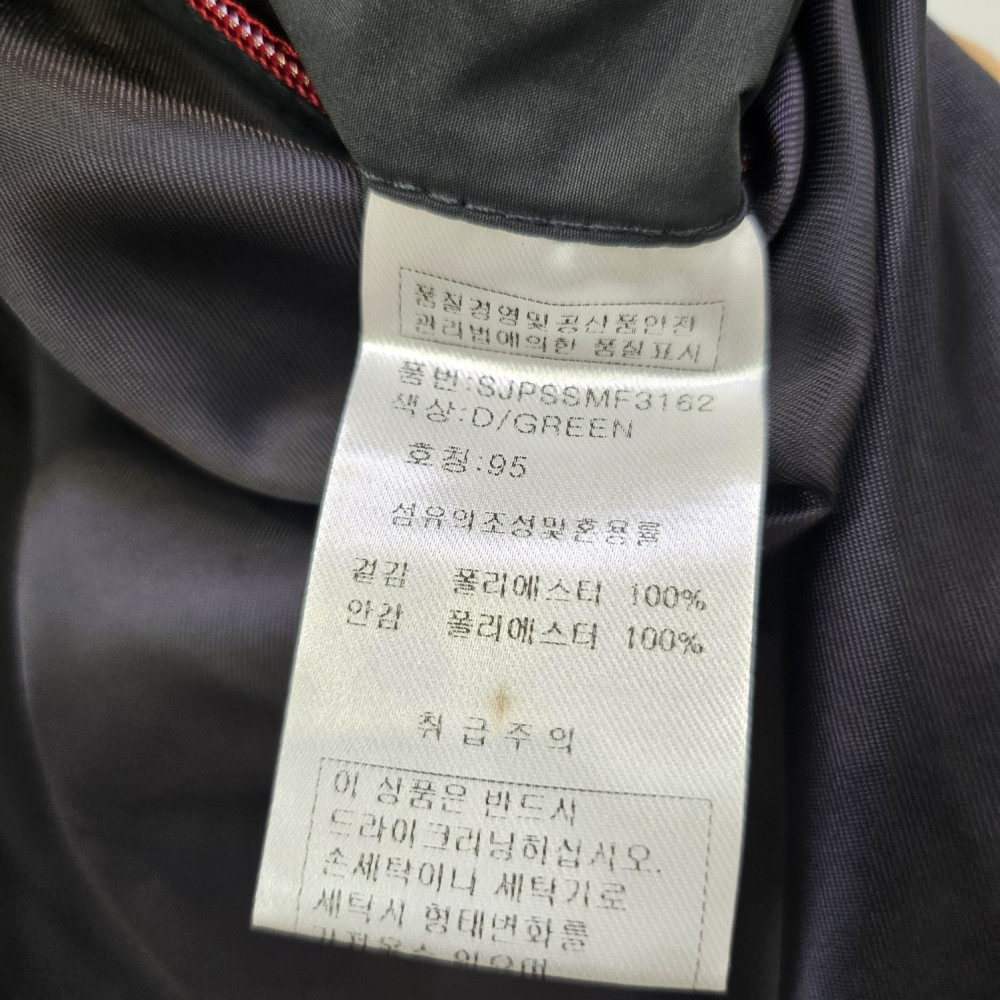 품질경영및공산품안전
관리법에의한 품질표시
품번:SJPSSMF3162
색상:D/GREEN
호칭:95
섬유의조성및혼용률
겉감 폴리에스터 100%
안감 폴리에스터 100%
취급주의
이 상품은 반드시
드라이크리닝하십시오.
손세탁이나 세탁기로
세탁시 형태변화를